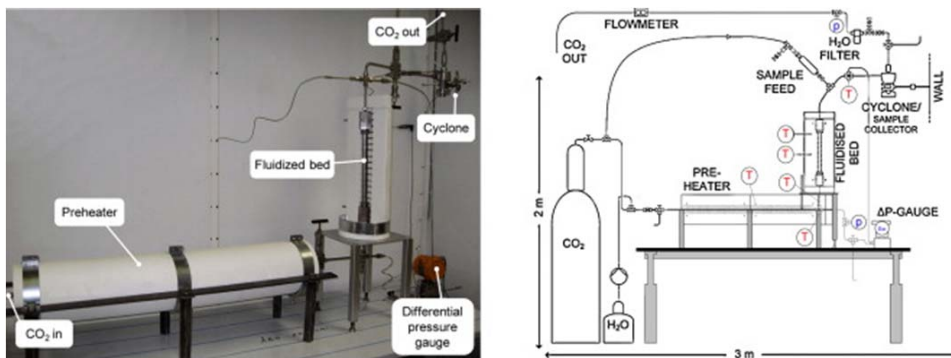 CO₂ out
Cyclone
Fluidized bed
Preheater
Differential
pressure
gauge
CO₂ in
FLOWMETER
CO₂
OUT
p
H₂O
FILTER
SAMPLE
FEED
T
CYCLONE/
SAMPLE
COLLECTOR
WALL
T
T
FLUIDISED
BED
PRE-
HEATER
T
T
p
ΔP-GAUGE
T
2 m
CO₂
H₂O
3 m